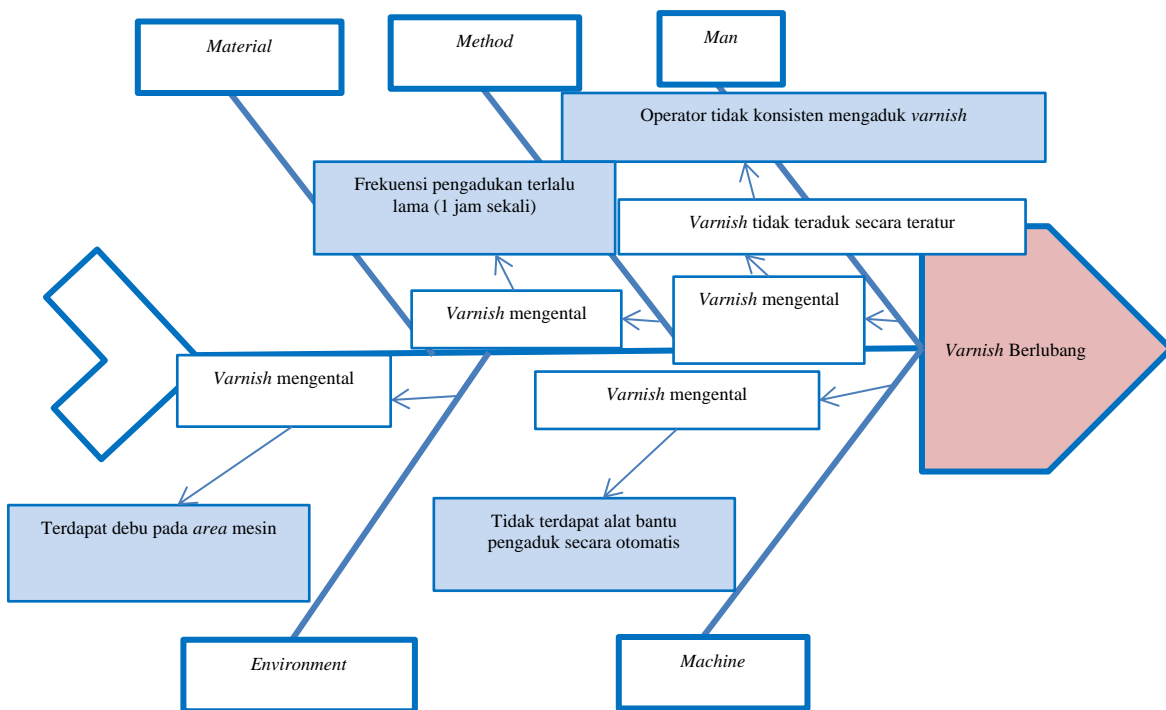 Material
Method
Man
Operator tidak konsisten mengaduk varnish
Frekuensi pengadukan terlalu
lama (1 jam sekali)
Varnish tidak teraduk secara teratur
Varnish mengental
Varnish mengental
Varnish Berlubang
Varnish mengental
Varnish mengental
Terdapat debu pada area mesin
Tidak terdapat alat bantu
pengaduk secara otomatis
Environment
Machine